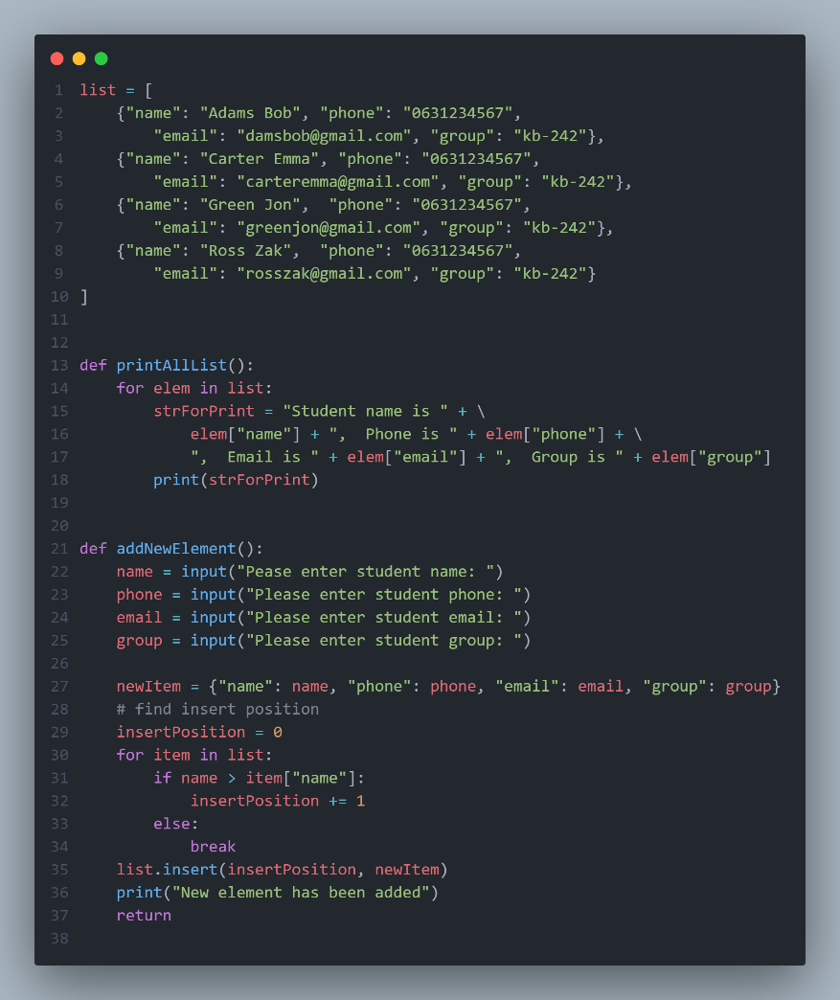 1 list = [
2     {"name": "Adams Bob", "phone": "0631234567",
3         "email": "damsbob@gmail.com", "group": "kb-242"},
4     {"name": "Carter Emma", "phone": "0631234567",
5         "email": "carteremma@gmail.com", "group": "kb-242"},
6     {"name": "Green Jon",  "phone": "0631234567",
7         "email": "greenjon@gmail.com", "group": "kb-242"},
8     {"name": "Ross Zak",  "phone": "0631234567",
9         "email": "rosszak@gmail.com", "group": "kb-242"}
10 ]
11
12
13 def printAllList():
14     for elem in list:
15         strForPrint = "Student name is " + \
16             elem["name"] + ",  Phone is " + elem["phone"] + \
17             ",  Email is " + elem["email"] + ",  Group is " + elem["group"]
18         print(strForPrint)
19
20
21 def addNewElement():
22     name = input("Pease enter student name: ")
23     phone = input("Please enter student phone: ")
24     email = input("Please enter student email: ")
25     group = input("Please enter student group: ")
26
27     newItem = {"name": name, "phone": phone, "email": email, "group": group}
28     # find insert position
29     insertPosition = 0
30     for item in list:
31         if name > item["name"]:
32             insertPosition += 1
33         else:
34             break
35     list.insert(insertPosition, newItem)
36     print("New element has been added")
37     return
38